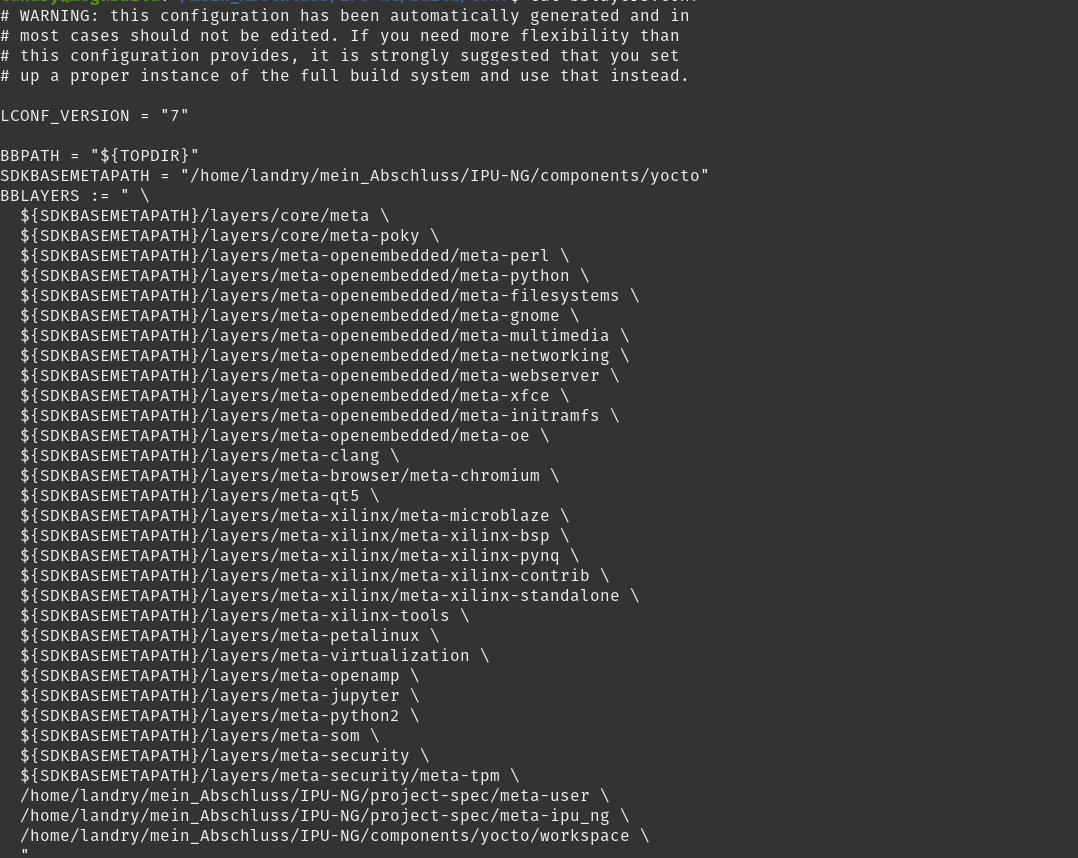 # WARNING: this configuration has been automatically generated and in
# most cases should not be edited. If you need more flexibility than
# this configuration provides, it is strongly suggested that you set
# up a proper instance of the full build system and use that instead.
LCONF_VERSION = "7"
BBPATH = "${TOPDIR}"
SDKBASEMETAPATH = "/home/landry/mein_Abschluss/IPU-NG/components/yocto"
BBLAYERS := " \
  ${SDKBASEMETAPATH}/layers/core/meta \
  ${SDKBASEMETAPATH}/layers/core/meta-poky \
  ${SDKBASEMETAPATH}/layers/meta-openembedded/meta-perl \
  ${SDKBASEMETAPATH}/layers/meta-openembedded/meta-python \
  ${SDKBASEMETAPATH}/layers/meta-openembedded/meta-filesystems \
  ${SDKBASEMETAPATH}/layers/meta-openembedded/meta-gnome \
  ${SDKBASEMETAPATH}/layers/meta-openembedded/meta-multimedia \
  ${SDKBASEMETAPATH}/layers/meta-openembedded/meta-networking \
  ${SDKBASEMETAPATH}/layers/meta-openembedded/meta-webserver \
  ${SDKBASEMETAPATH}/layers/meta-openembedded/meta-xfce \
  ${SDKBASEMETAPATH}/layers/meta-openembedded/meta-initramfs \
  ${SDKBASEMETAPATH}/layers/meta-openembedded/meta-oe \
  ${SDKBASEMETAPATH}/layers/meta-clang \
  ${SDKBASEMETAPATH}/layers/meta-browser/meta-chromium \
  ${SDKBASEMETAPATH}/layers/meta-qt5 \
  ${SDKBASEMETAPATH}/layers/meta-xilinx/meta-microblaze \
  ${SDKBASEMETAPATH}/layers/meta-xilinx/meta-xilinx-bsp \
  ${SDKBASEMETAPATH}/layers/meta-xilinx/meta-xilinx-pynq \
  ${SDKBASEMETAPATH}/layers/meta-xilinx/meta-xilinx-contrib \
  ${SDKBASEMETAPATH}/layers/meta-xilinx/meta-xilinx-standalone \
  ${SDKBASEMETAPATH}/layers/meta-xilinx-tools \
  ${SDKBASEMETAPATH}/layers/meta-petalinux \
  ${SDKBASEMETAPATH}/layers/meta-virtualization \
  ${SDKBASEMETAPATH}/layers/meta-openamp \
  ${SDKBASEMETAPATH}/layers/meta-jupyter \
  ${SDKBASEMETAPATH}/layers/meta-python2 \
  ${SDKBASEMETAPATH}/layers/meta-som \
  ${SDKBASEMETAPATH}/layers/meta-security \
  ${SDKBASEMETAPATH}/layers/meta-security/meta-tpm \
  /home/landry/mein_Abschluss/IPU-NG/project-spec/meta-user \
  /home/landry/mein_Abschluss/IPU-NG/project-spec/meta-ipu_ng \
  /home/landry/mein_Abschluss/IPU-NG/components/yocto/workspace \
  "